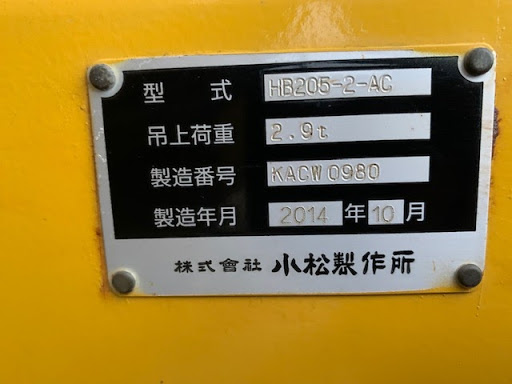 型式 HB205-2-AC
吊上荷重 2.9t
製造番号 KACW0980
製造年月 2014年10月
株式會社 小松製作所